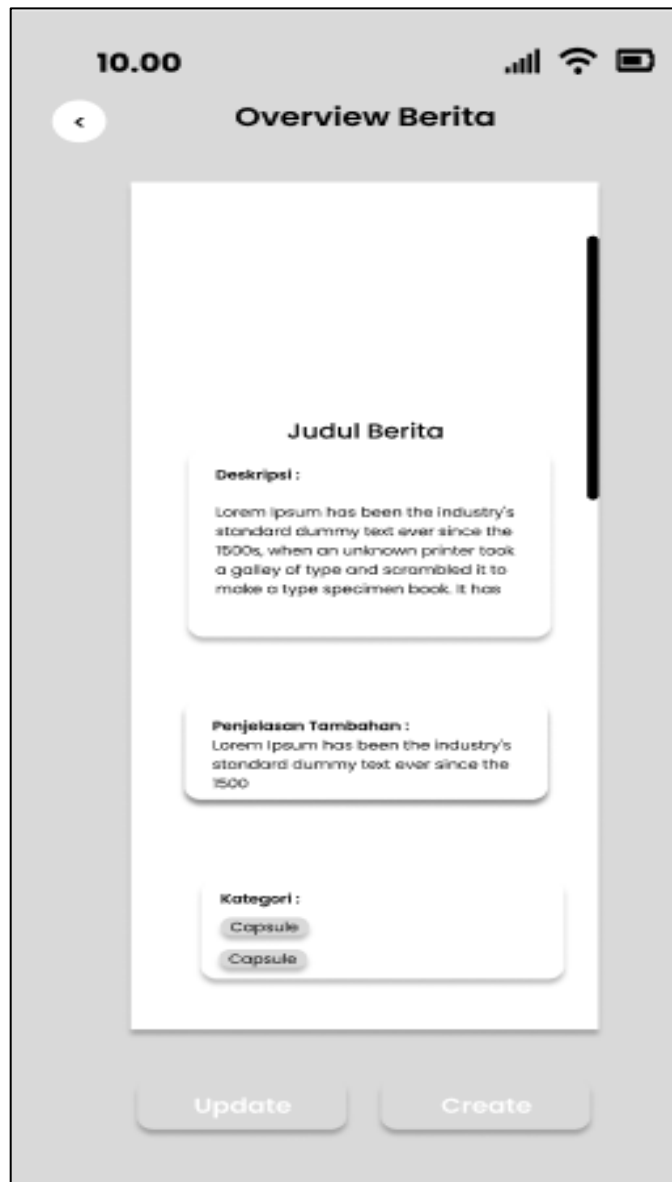 10.00
<
Overview Berita
Judul Berita
Deskripsi :
Lorem Ipsum has been the industry's
standard dummy text ever since the
1500s, when an unknown printer took
a galley of type and scrambled it to
make a type specimen book. It has
Penjelasan Tambahan :
Lorem Ipsum has been the industry's
standard dummy text ever since the
1500
Kategori :
Capsule
Capsule
Update Create